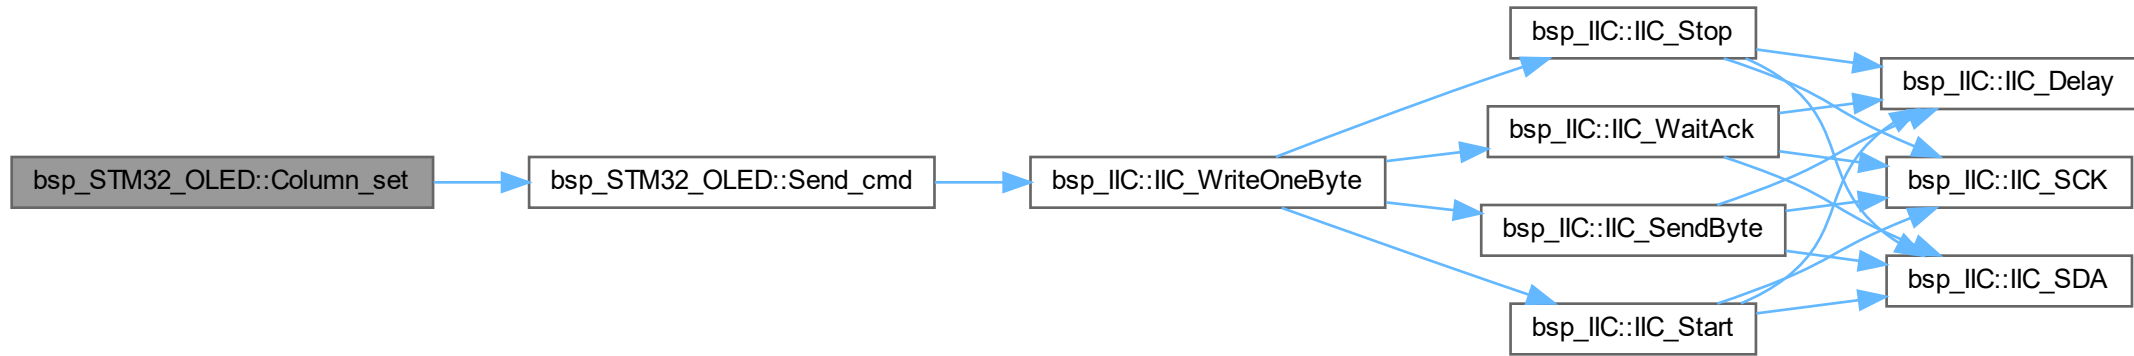 bsp_STM32_OLED::Column_set
bsp_STM32_OLED::Send_cmd
bsp_IIC::IIC_WriteOneByte
bsp_IIC::IIC_Stop
bsp_IIC::IIC_WaitAck
bsp_IIC::IIC_SendByte
bsp_IIC::IIC_Start
bsp_IIC::IIC_Delay
bsp_IIC::IIC_SCK
bsp_IIC::IIC_SDA